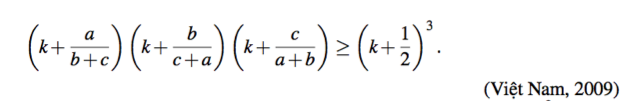 (k + a/(b+c)) (k + b/(c+a)) (k + c/(a+b)) ≥ (k + 1/2)³.
(Việt Nam, 2009)